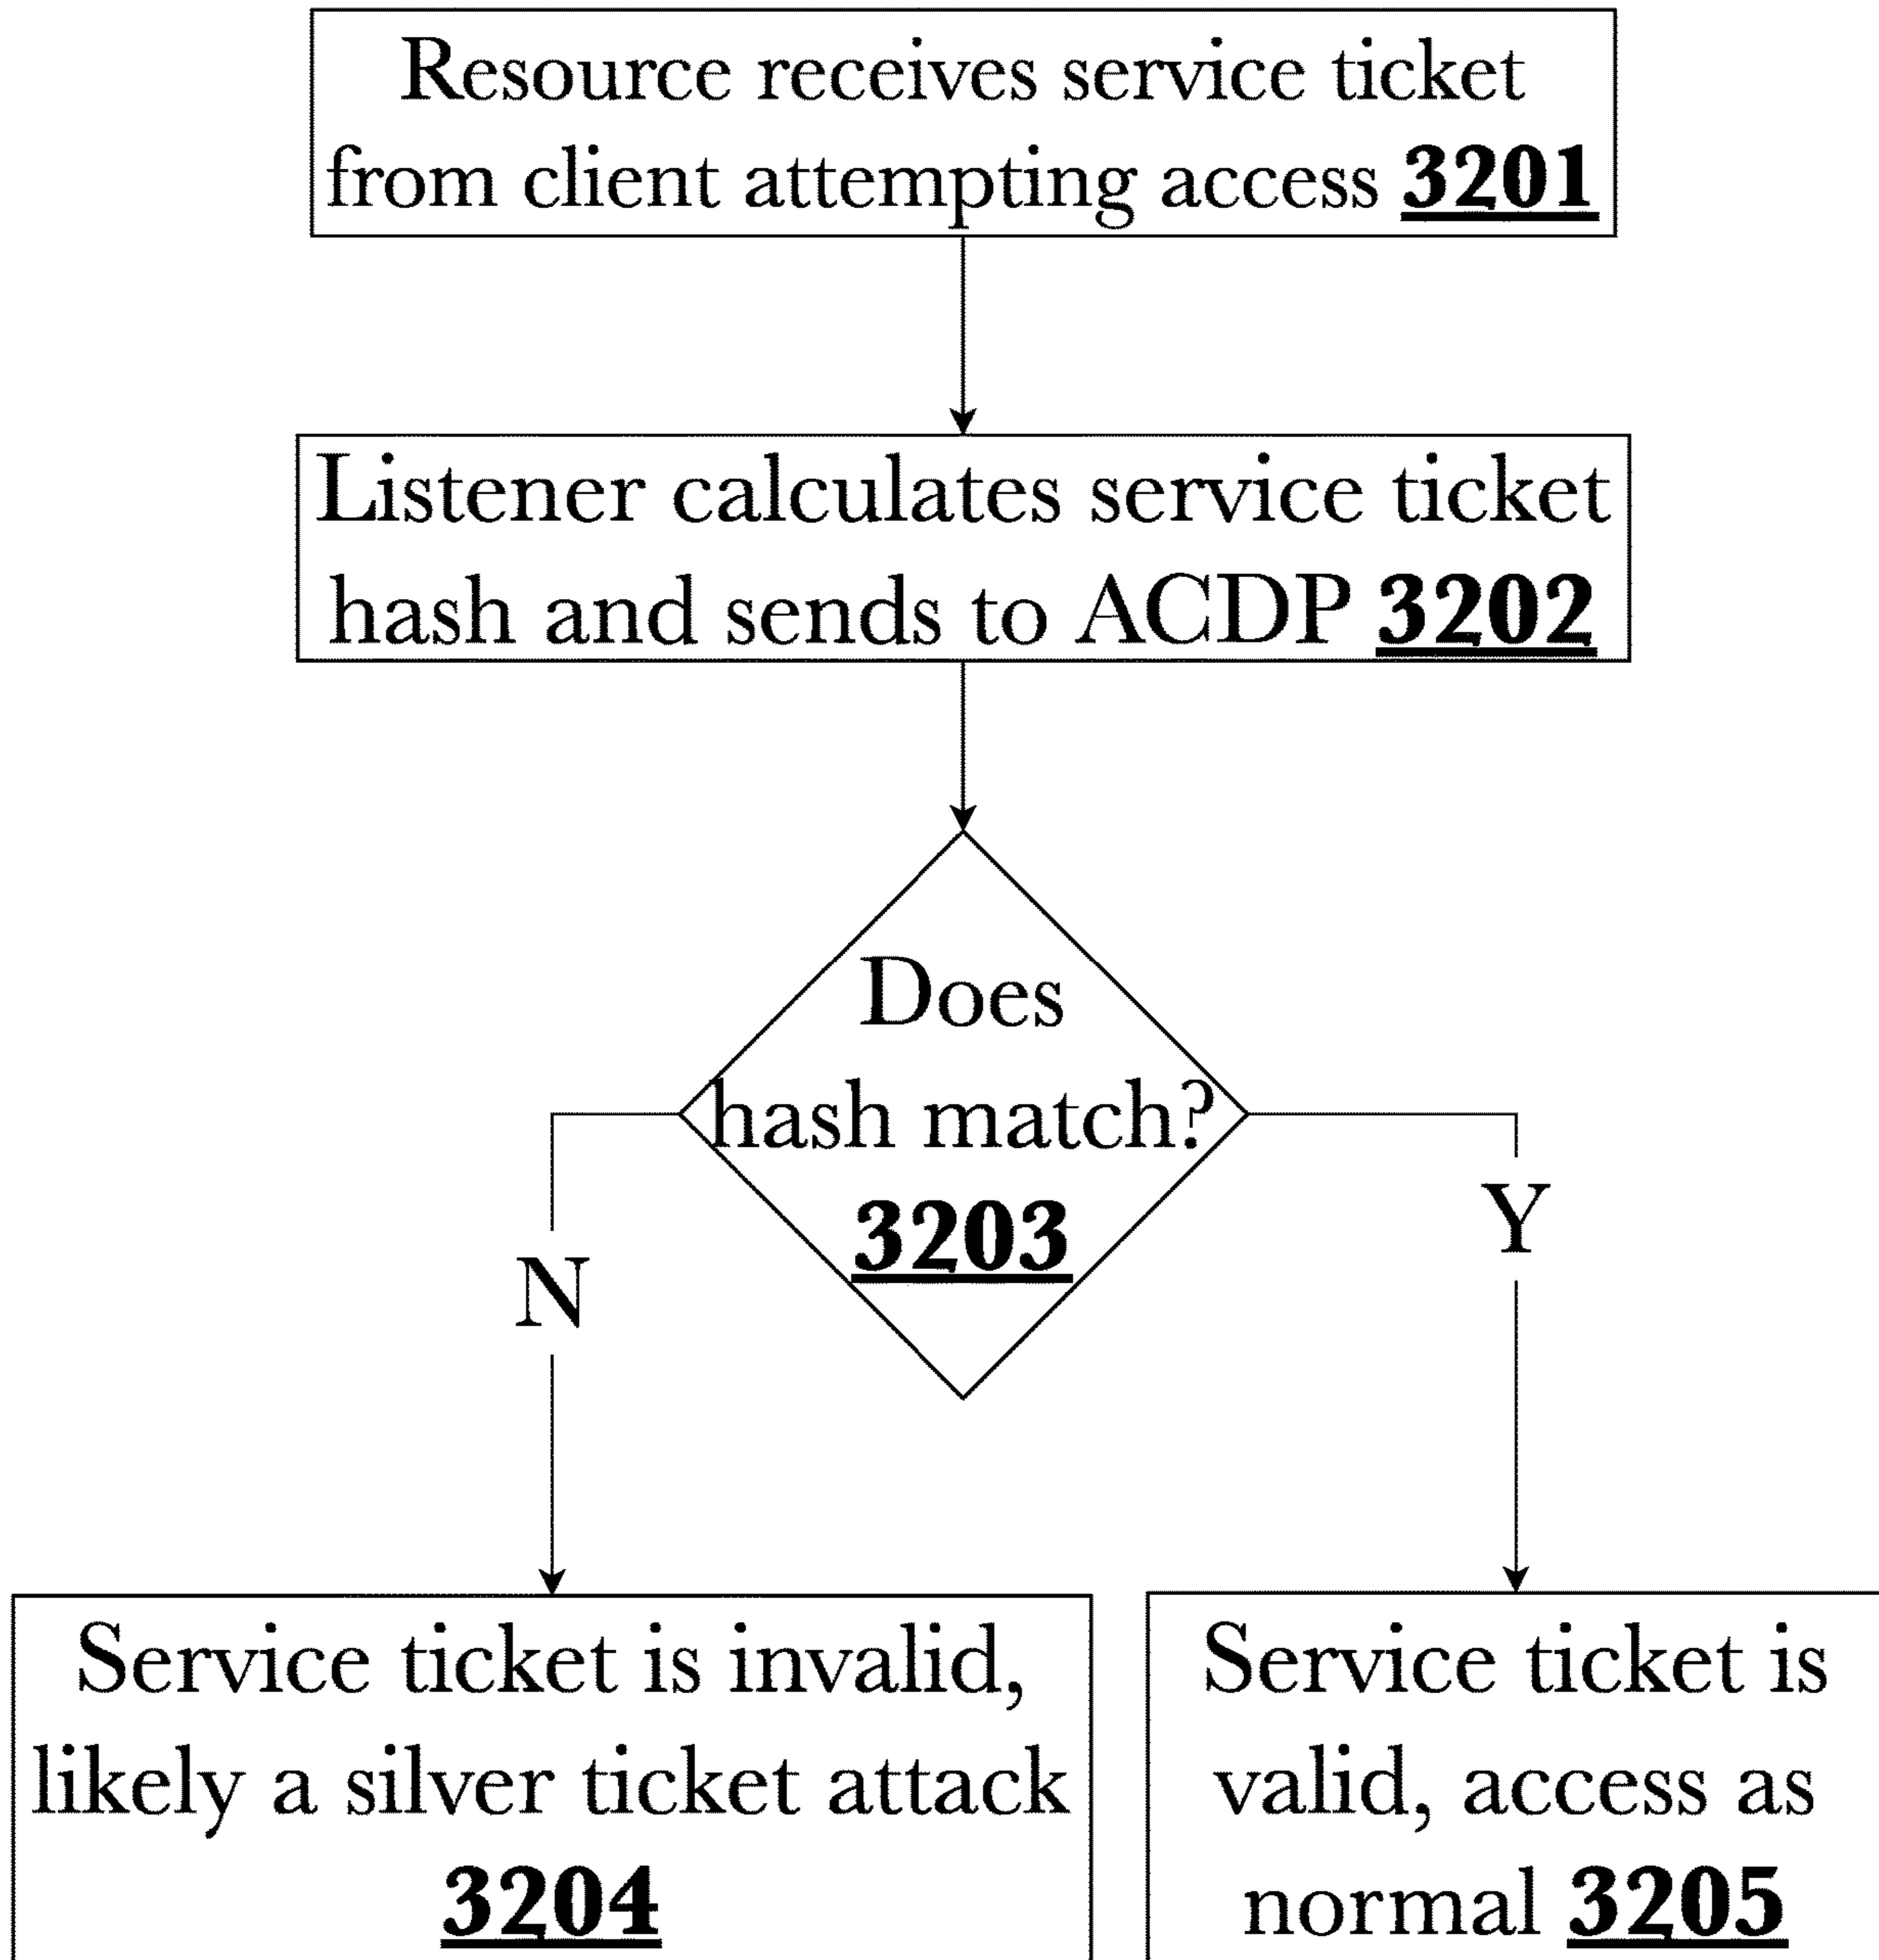 Resource receives service ticket
from client attempting access 3201
Listener calculates service ticket
hash and sends to ACDP 3202
Does
hash match?
3203
N
Y
Service ticket is invalid,
likely a silver ticket attack
3204
Service ticket is
valid, access as
normal 3205